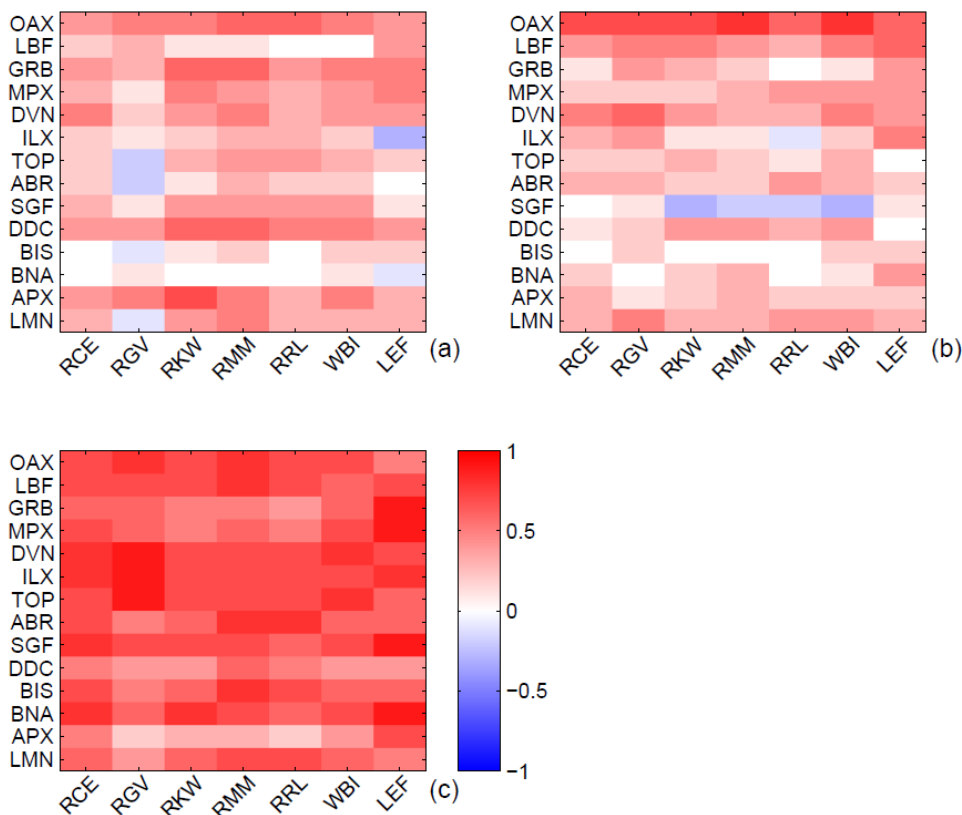 OAX
LBF
GRB
MPX
DVN
ILX
TOP
ABR
SGF
DDC
BIS
BNA
APX
LMN
RCE
RGV
RKW
RMM
RRL
WBI
LEF
(a)
OAX
LBF
GRB
MPX
DVN
ILX
TOP
ABR
SGF
DDC
BIS
BNA
APX
LMN
RCE
RGV
RKW
RMM
RRL
WBI
LEF
(b)
OAX
LBF
GRB
MPX
DVN
ILX
TOP
ABR
SGF
DDC
BIS
BNA
APX
LMN
RCE
RGV
RKW
RMM
RRL
WBI
LEF
(c)
1
0.5
0
−0.5
−1